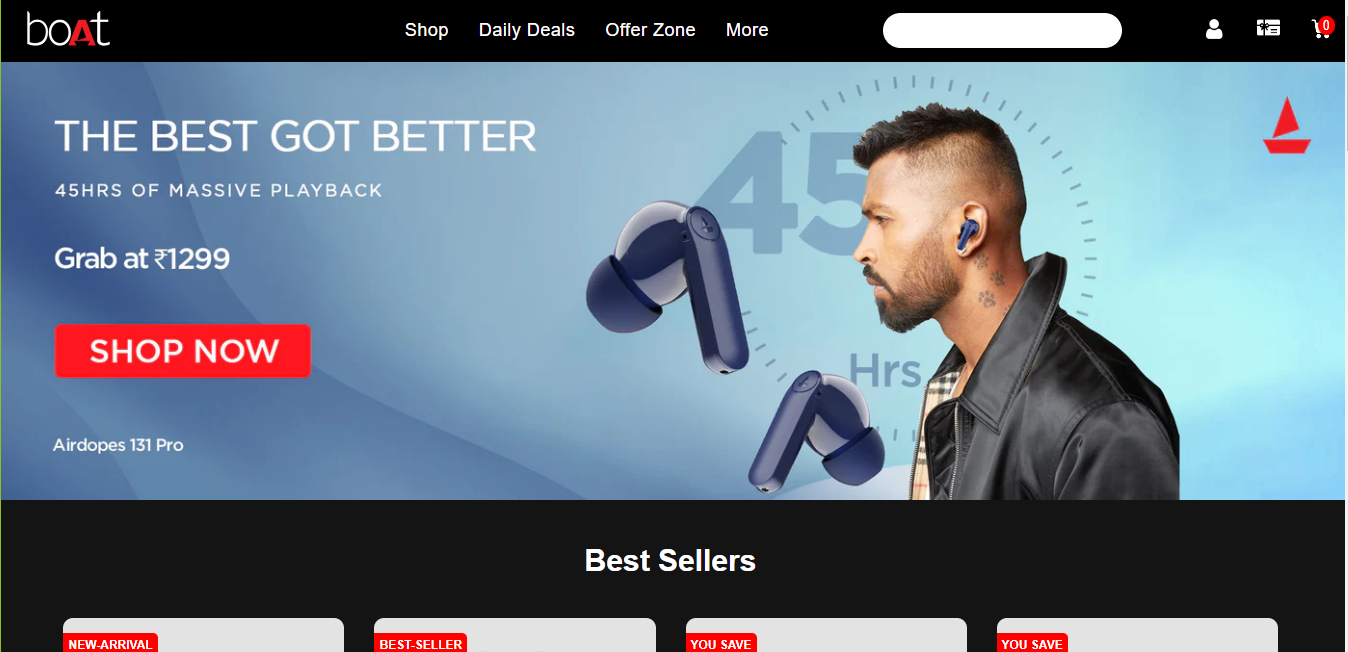 boAt
Shop Daily Deals Offer Zone More
0
THE BEST GOT BETTER
45HRS OF MASSIVE PLAYBACK
Grab at ₹1299
SHOP NOW
Airdopes 131 Pro
45
Hrs
Best Sellers
NEW-ARRIVAL BEST-SELLER YOU SAVE YOU SAVE